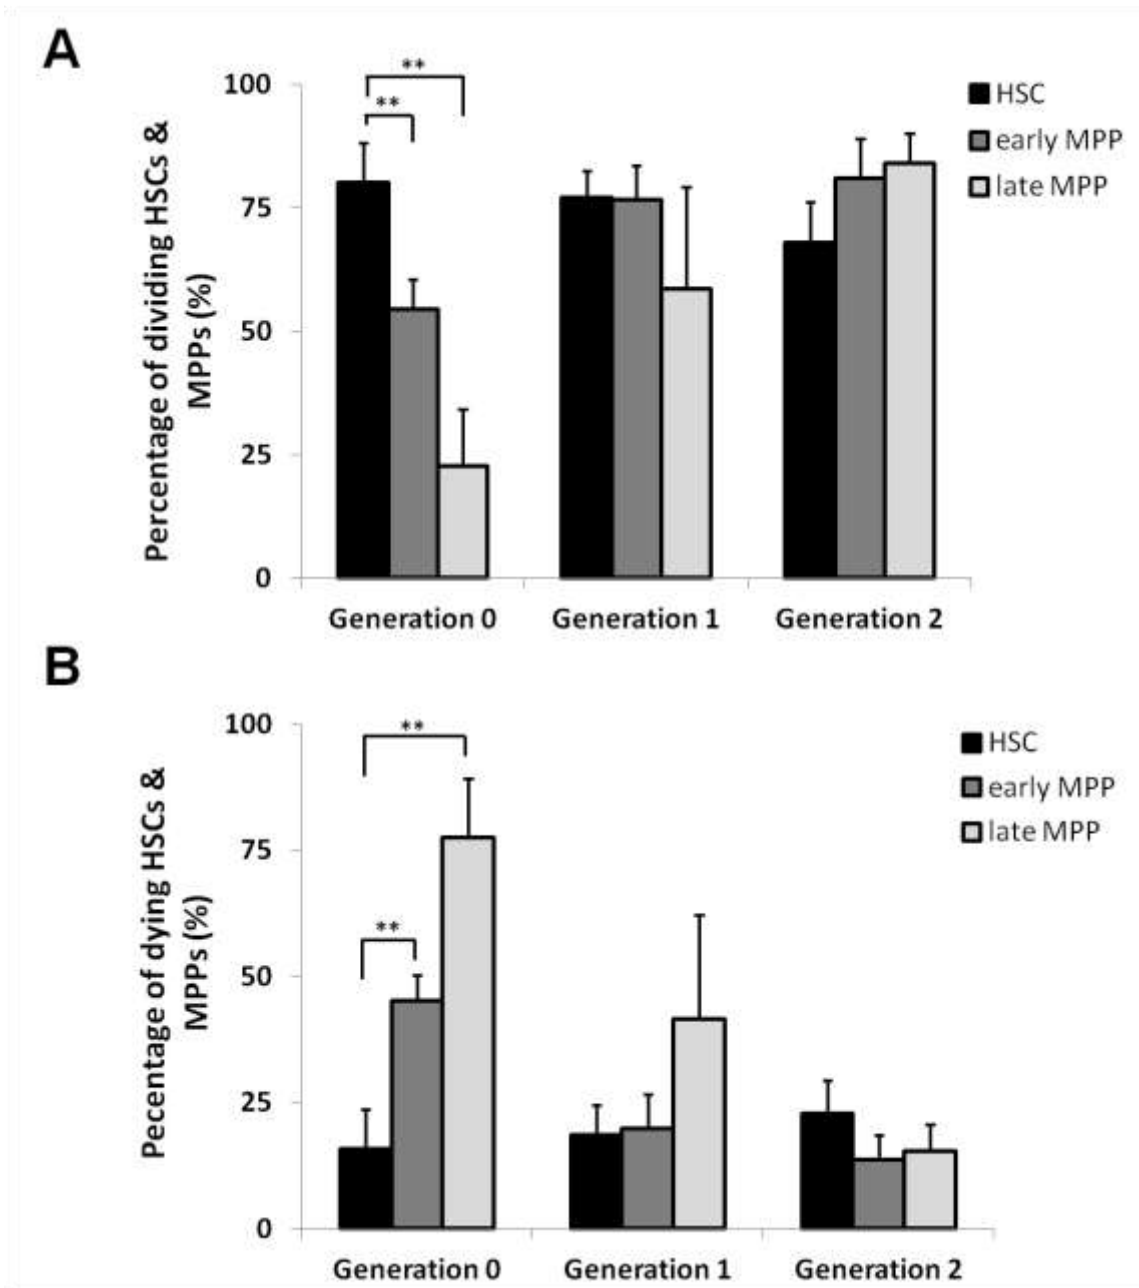 A
**
**
100
75
50
25
0
Percentage of dividing HSCs &
MPPs (%)
HSC
early MPP
late MPP
Generation 0
Generation 1
Generation 2
B
**
**
100
75
50
25
0
Pecentage of dying HSCs &
MPPs (%)
HSC
early MPP
late MPP
Generation 0
Generation 1
Generation 2